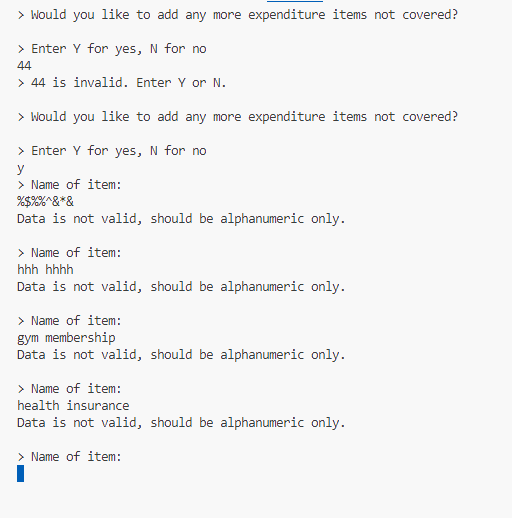 > Would you like to add any more expenditure items not covered?
> Enter Y for yes, N for no
44
> 44 is invalid. Enter Y or N.
> Would you like to add any more expenditure items not covered?
> Enter Y for yes, N for no
y
> Name of item:
%$%%^&*&
Data is not valid, should be alphanumeric only.
> Name of item:
hhh hhhh
Data is not valid, should be alphanumeric only.
> Name of item:
gym membership
Data is not valid, should be alphanumeric only.
> Name of item:
health insurance
Data is not valid, should be alphanumeric only.
> Name of item: